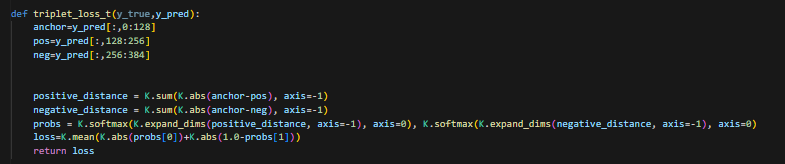 def triplet_loss_t(y_true,y_pred):
    anchor=y_pred[:,0:128]
    pos=y_pred[:,128:256]
    neg=y_pred[:,256:384]
    positive_distance = K.sum(K.abs(anchor-pos), axis=-1)
    negative_distance = K.sum(K.abs(anchor-neg), axis=-1)
    probs = K.softmax(K.expand_dims(positive_distance, axis=-1), axis=0), K.softmax(K.expand_dims(negative_distance, axis=-1), axis=0)
    loss=K.mean(K.abs(probs[0])+K.abs(1.0-probs[1]))
    return loss